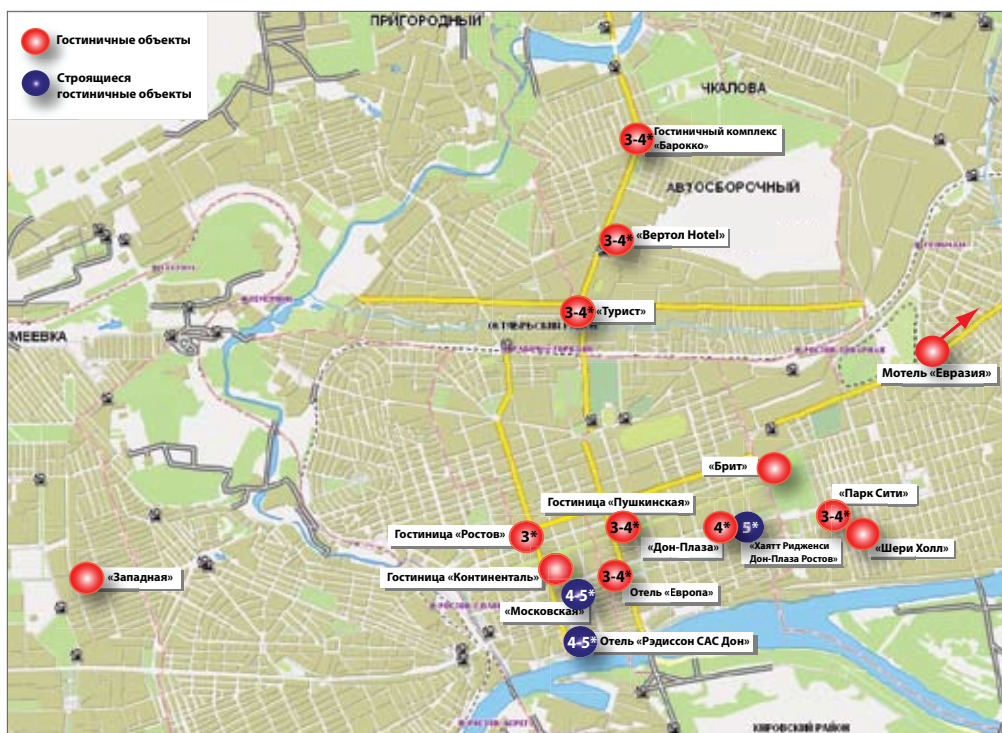 ПРИГОРОДНЫЙ
Гостиничные объекты
Строящиеся
гостиничные объекты
ЧКАЛОВА
3-4*
Гостиничный комплекс
«Барокко»
АВТОСБОРОЧНЫЙ
3-4*
«Вертол Hotel»
3-4*
«Турист»
МЕЕВКА
Мотель «Евразия»
«Брит»
«Парк Сити»
3-4*
Гостиница «Пушкинская»
3-4*
Гостиница «Ростов»
3*
4*
5*
«Дон-Плаза»
«Хаятт Ридженси
Дон-Плаза Ростов»
«Шери Холл»
«Западная»
Гостиница «Континенталь»
3-4*
Отель «Европа»
4-5*
«Московская»
4-5*
Отель «Рэдиссон САС Дон»
КИРОВСКИЙ РАЙОН